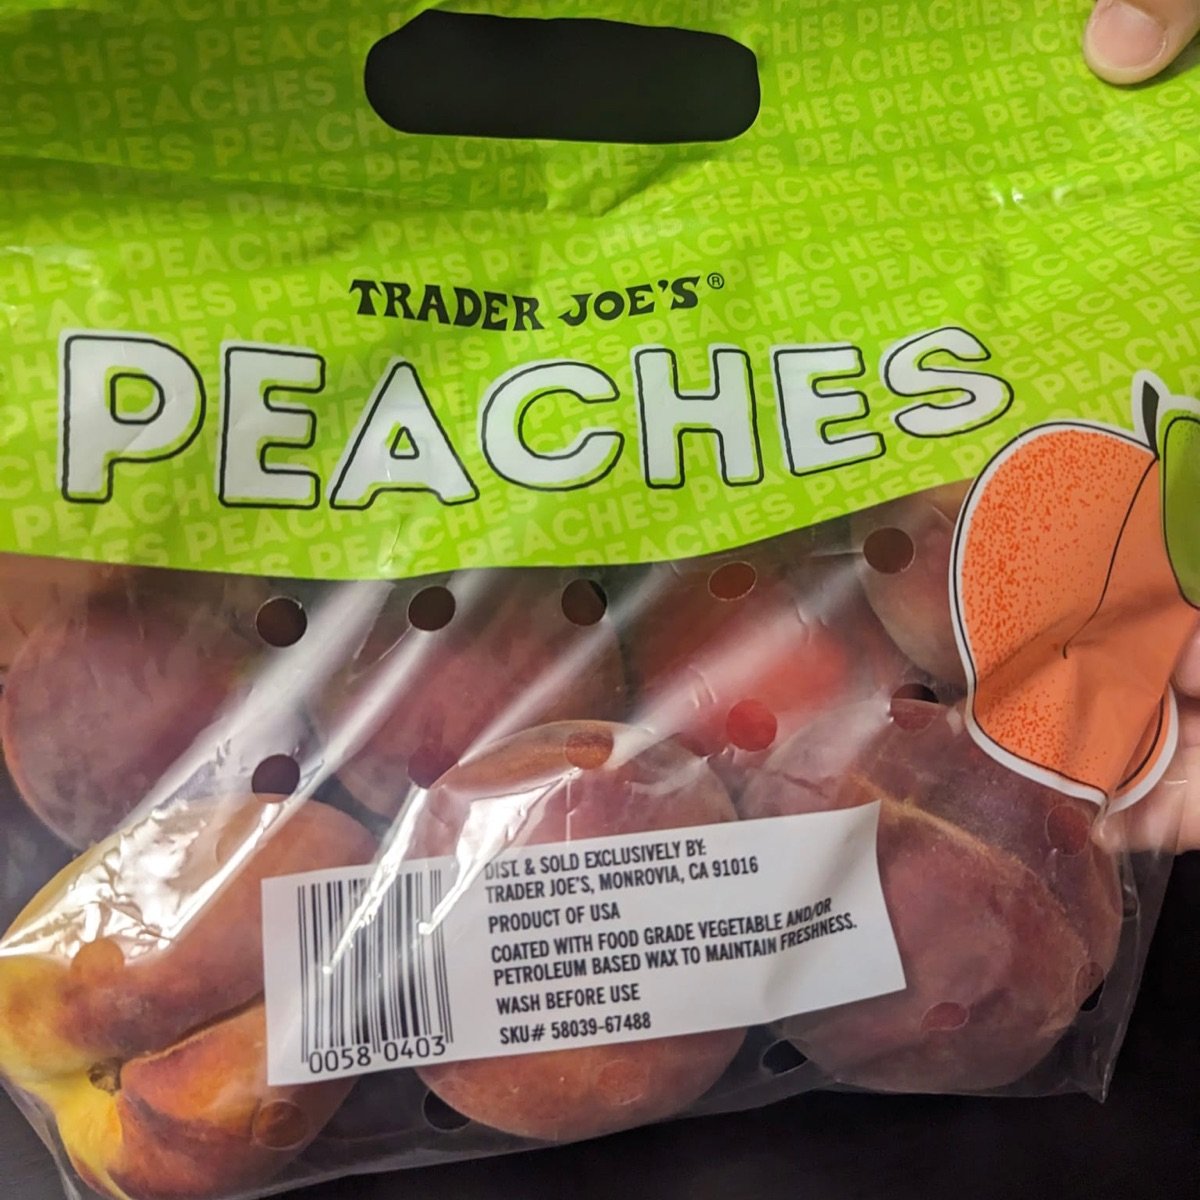 TRADER JOE'S®
PEACHES
DIST. & SOLD EXCLUSIVELY BY:
TRADER JOE'S, MONROVIA, CA 91016
PRODUCT OF USA
COATED WITH FOOD GRADE VEGETABLE AND/OR
PETROLEUM BASED WAX TO MAINTAIN FRESHNESS.
WASH BEFORE USE
SKU# 58039-67488
0058 0403